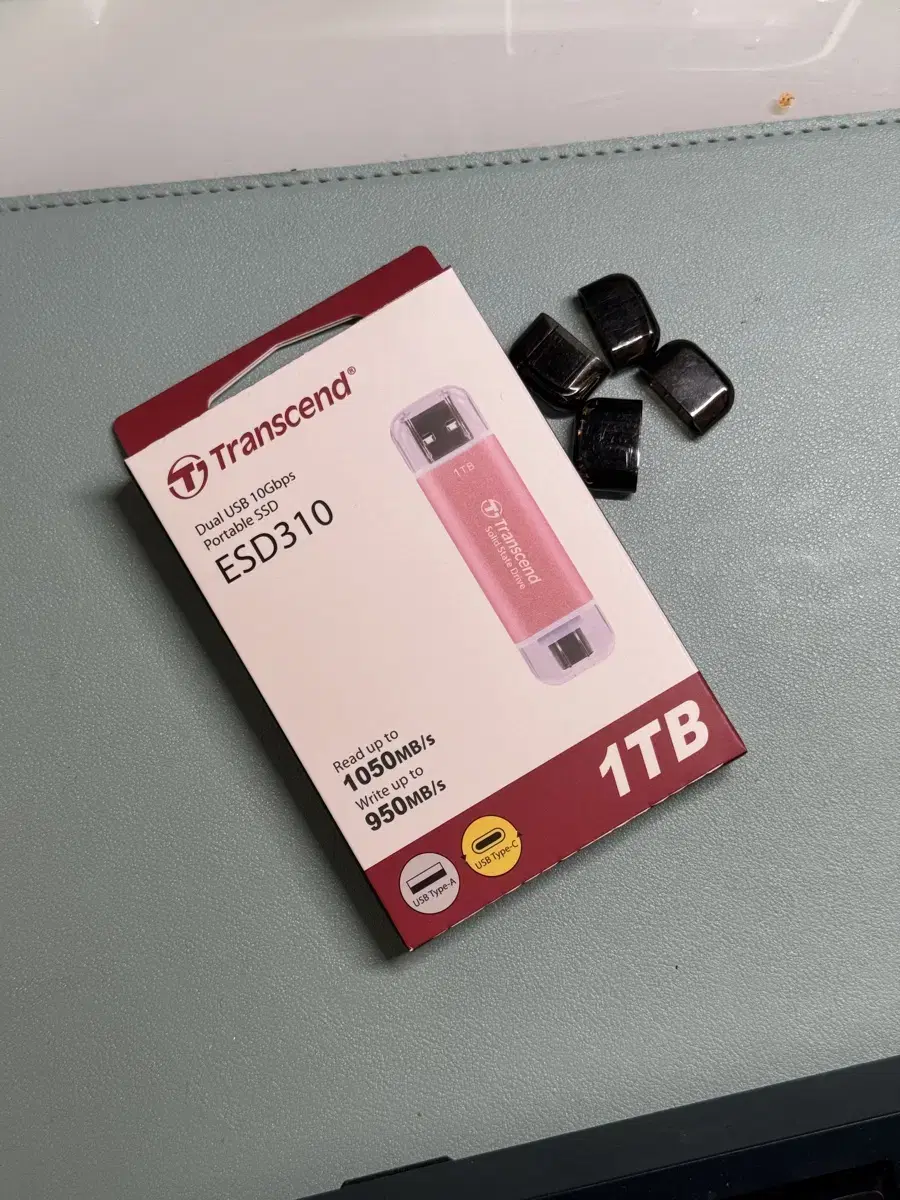 Transcend®
Dual USB 10Gbps
Portable SSD
ESD310
1TB
Transcend
Solid State Drive
Read up to
1050MB/s
Write up to
950MB/s
1TB
USB Type-A
USB Type-C